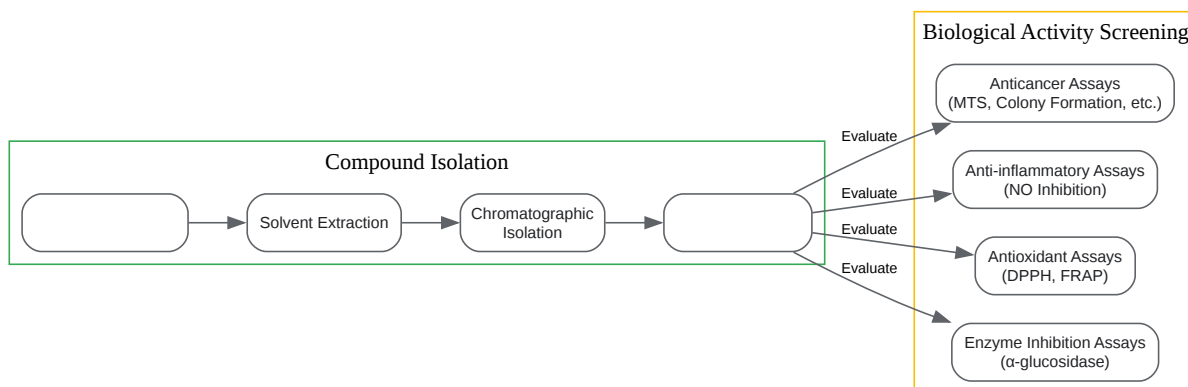 Biological Activity Screening
Anticancer Assays
(MTS, Colony Formation, etc.)
Evaluate
Compound Isolation
Anti-inflammatory Assays
(NO Inhibition)
Evaluate
Solvent Extraction
Chromatographic
Isolation
Evaluate
Antioxidant Assays
(DPPH, FRAP)
Evaluate
Enzyme Inhibition Assays
(α-glucosidase)